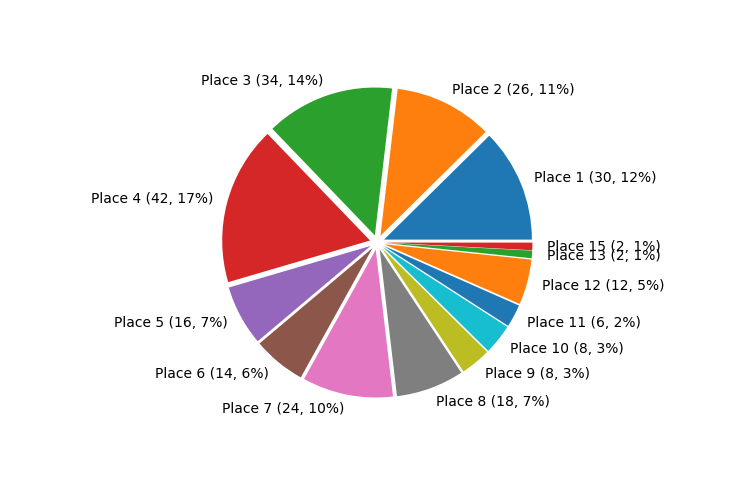 Place 3 (34, 14%)
Place 2 (26, 11%)
Place 1 (30, 12%)
Place 4 (42, 17%)
Place 15 (2, 1%)
Place 13 (2, 1%)
Place 12 (12, 5%)
Place 5 (16, 7%)
Place 11 (6, 2%)
Place 10 (8, 3%)
Place 6 (14, 6%)
Place 9 (8, 3%)
Place 8 (18, 7%)
Place 7 (24, 10%)